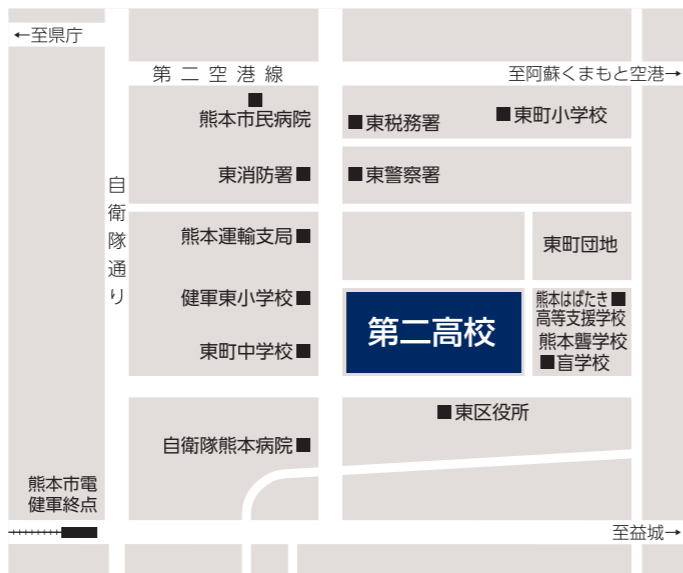 ←至県庁
第二空港線
至阿蘇くまもと空港→
■
熊本市民病院
■東税務署
■東町小学校
東消防署■
■東警察署
自衛隊通り
熊本運輸支局■
東町団地
健軍東小学校■
第二高校
熊本はばたき■
高等支援学校
熊本聾学校
■盲学校
東町中学校■
■東区役所
自衛隊熊本病院■
熊本市電
健軍終点
至益城→